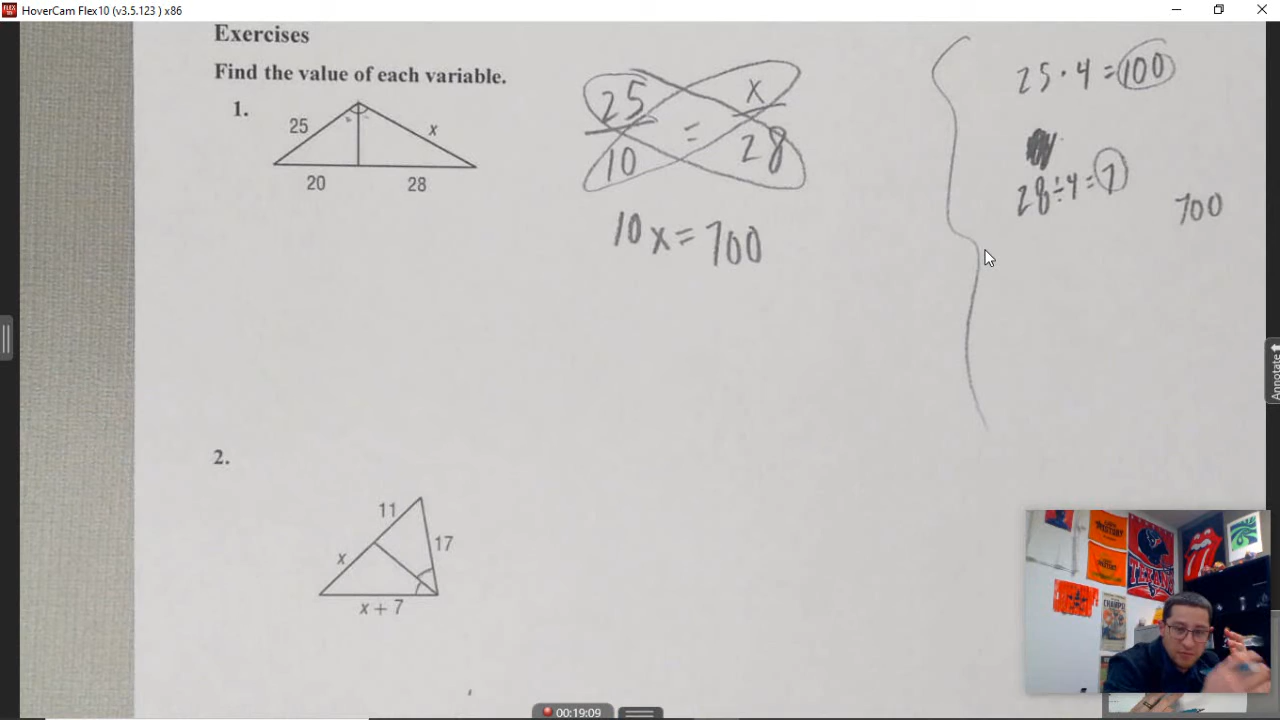 HoverCam Flex10 (v3.5.123) x86
Exercises
Find the value of each variable.
1.
25
x
20
28
25
10
=
x
28
10x = 700
25 · 4 = 100
28 ÷ 4 = 7
700
2.
11
17
x
x + 7
Annotate
TEXANS
00:19:09